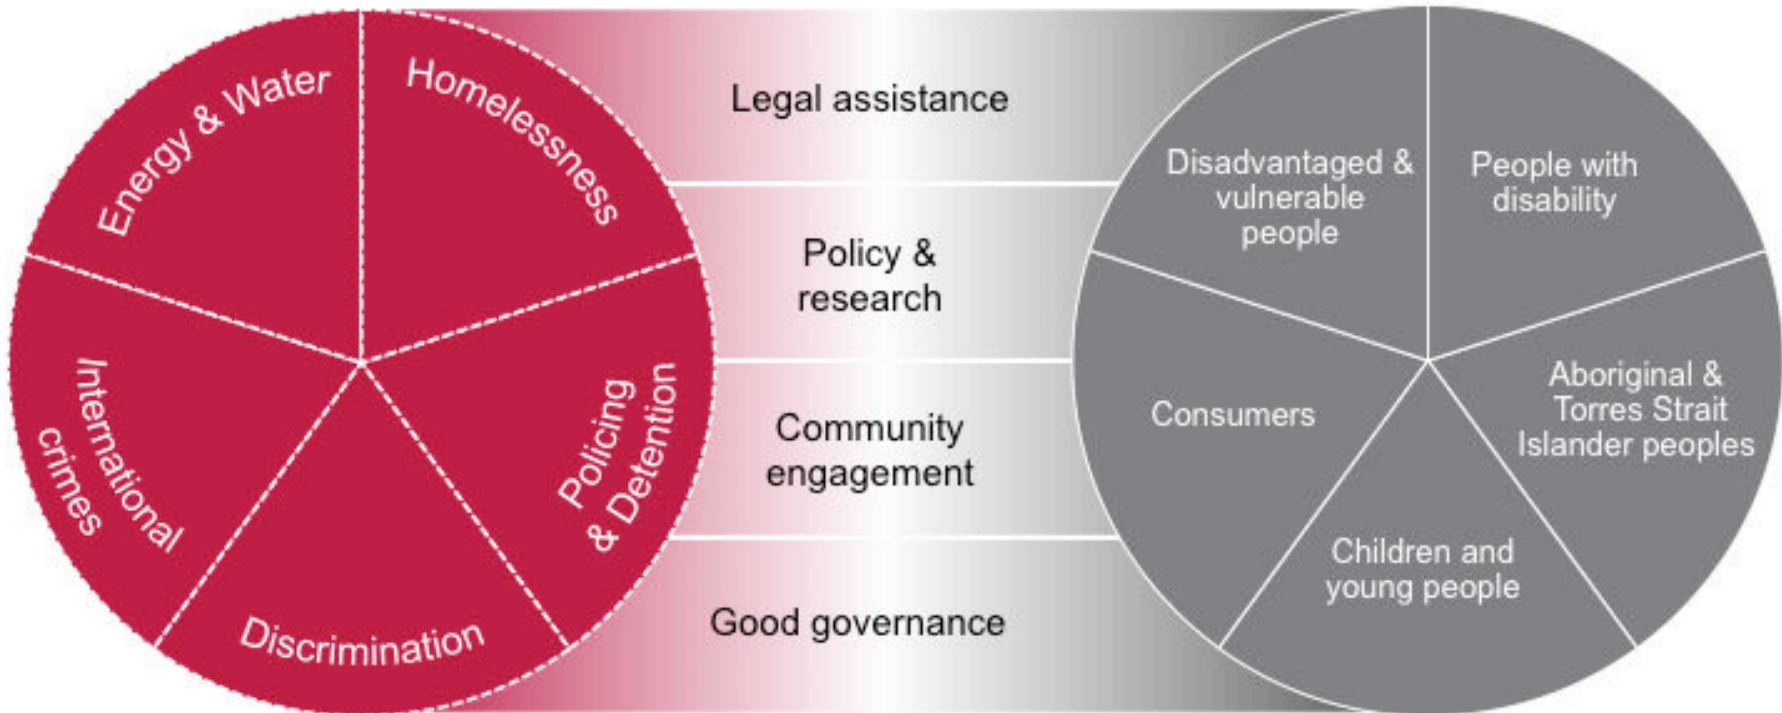 Energy & Water
Homelessness
Policing
& Detention
Discrimination
International
crimes
Legal assistance
Policy &
research
Community
engagement
Good governance
Disadvantaged &
vulnerable
people
People with
disability
Aboriginal &
Torres Strait
Islander peoples
Children and
young people
Consumers